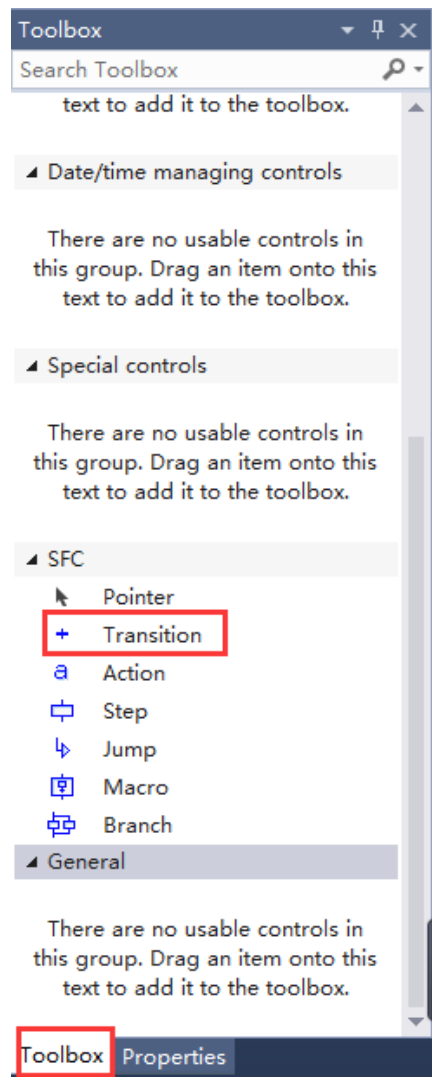 Toolbox
Search Toolbox
text to add it to the toolbox.
Date/time managing controls
There are no usable controls in
this group. Drag an item onto this
text to add it to the toolbox.
Special controls
There are no usable controls in
this group. Drag an item onto this
text to add it to the toolbox.
SFC
Pointer
Transition
a Action
Step
Jump
Macro
Branch
General
There are no usable controls in
this group. Drag an item onto this
text to add it to the toolbox.
Toolbox Properties